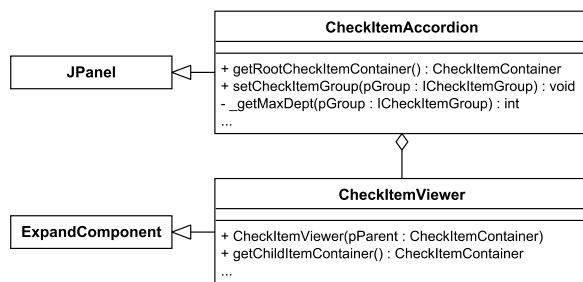 CheckItemAccordion
JPanel
+ getRootCheckItemContainer() : CheckItemContainer
+ setCheckItemGroup(pGroup : ICheckItemGroup) : void
- _getMaxDept(pGroup : ICheckItemGroup) : int
...
CheckItemViewer
ExpandComponent
+ CheckItemViewer(pParent : CheckItemContainer)
+ getChildItemContainer() : CheckItemContainer
...